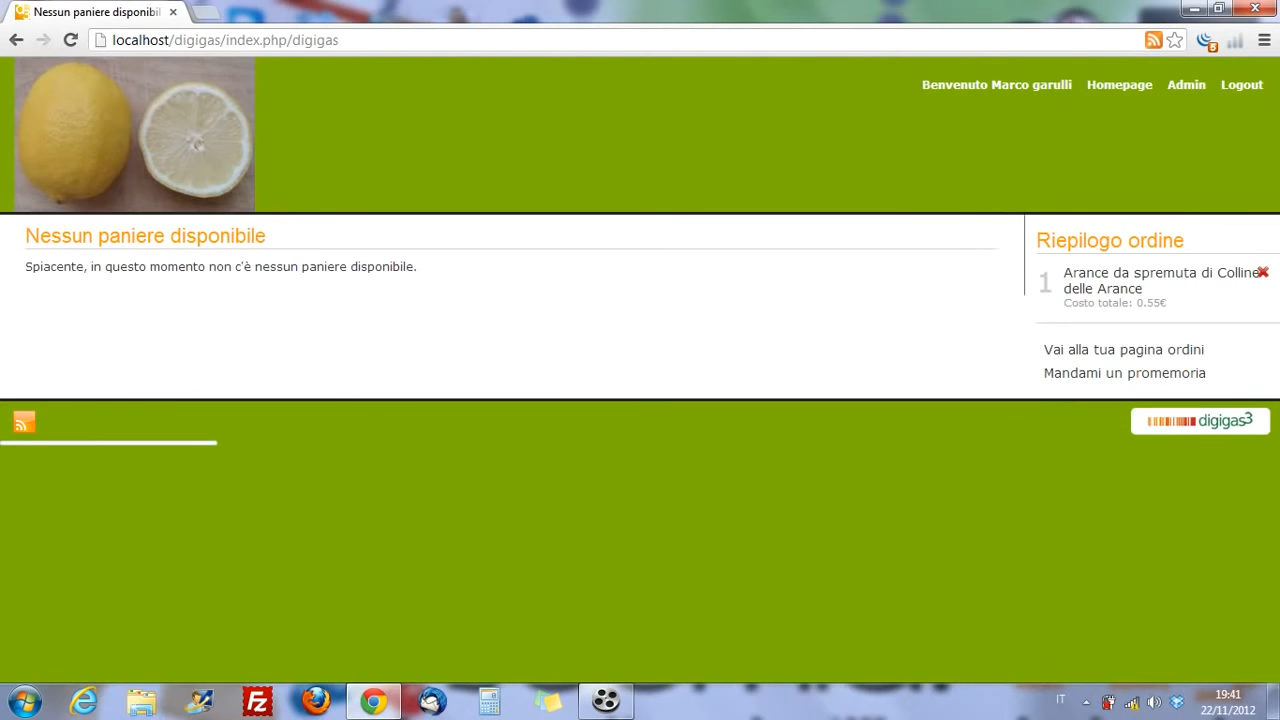 Nessun paniere disponibil
localhost/digigas/index.php/digigas
5
Benvenuto Marco garulli Homepage Admin Logout
Nessun paniere disponibile
Spiacente, in questo momento non c'è nessun paniere disponibile.
Riepilogo ordine
1
Arance da spremuta di Colline
delle Arance
Costo totale: 0.55€
Vai alla tua pagina ordini
Mandami un promemoria
digigas3
Fz
IT
19:41
22/11/2012